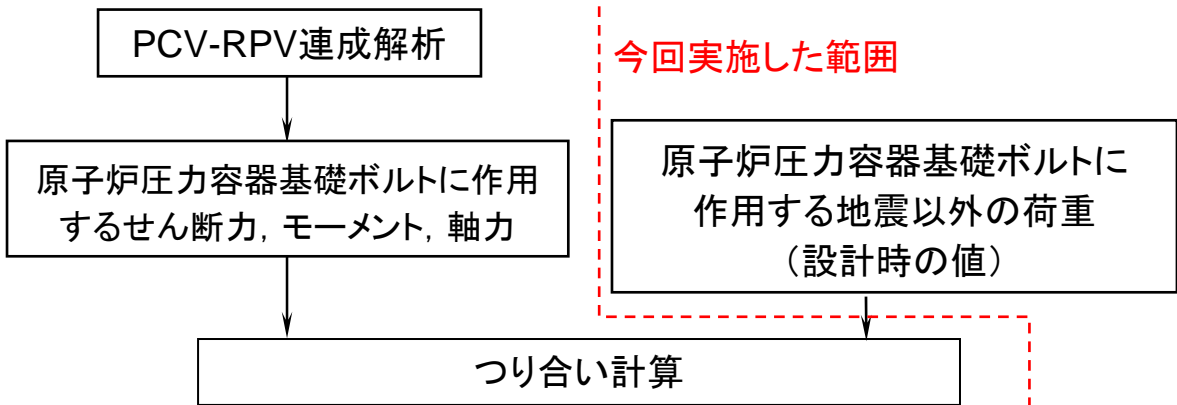 PCV-RPV連成解析
今回実施した範囲
原子炉圧力容器基礎ボルトに作用
するせん断力，モーメント，軸力
原子炉圧力容器基礎ボルトに
作用する地震以外の荷重
（設計時の値）
つり合い計算